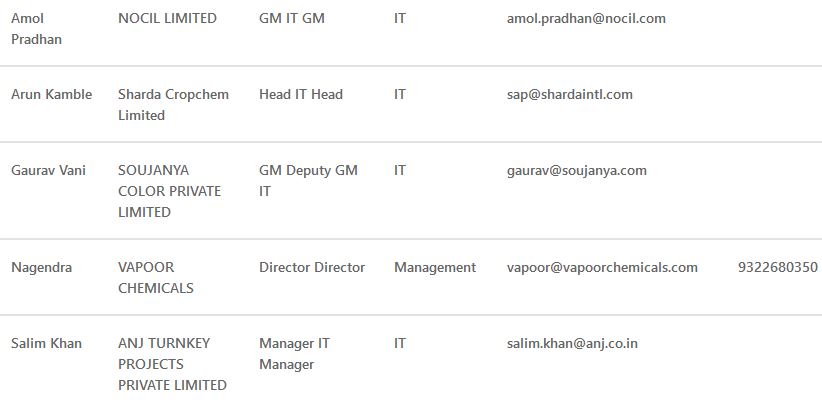 Amol NOCIL LIMITED GM IT GM IT amol.pradhan@nocil.com
Pradhan
Arun Kamble Sharda Cropchem Head IT Head IT sap@shardaintl.com
Limited
Gaurav Vani SOUJANYA GM Deputy GM IT gaurav@soujanya.com
COLOR PRIVATE IT
LIMITED
Nagendra VAPOOR Director Director Management vapoor@vapoorchemicals.com 9322680350
CHEMICALS
Salim Khan ANJ TURNKEY Manager IT IT salim.khan@anj.co.in
PROJECTS Manager
PRIVATE LIMITED